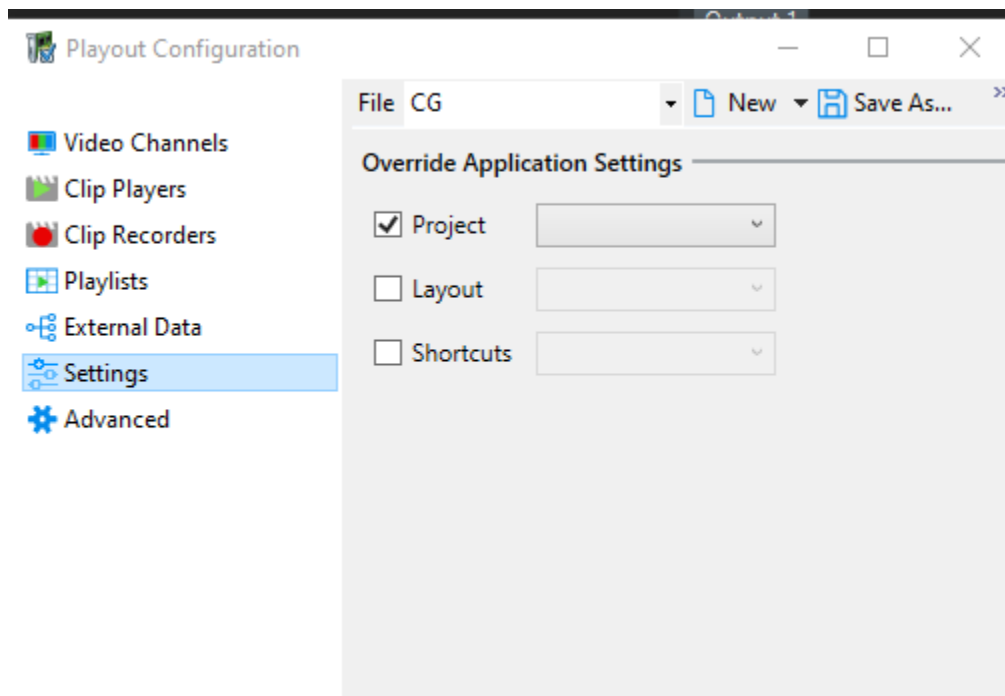 Playout Configuration
File CG New Save As...
Video Channels
Clip Players
Clip Recorders
Playlists
External Data
Settings
Advanced
Override Application Settings
Project
Layout
Shortcuts